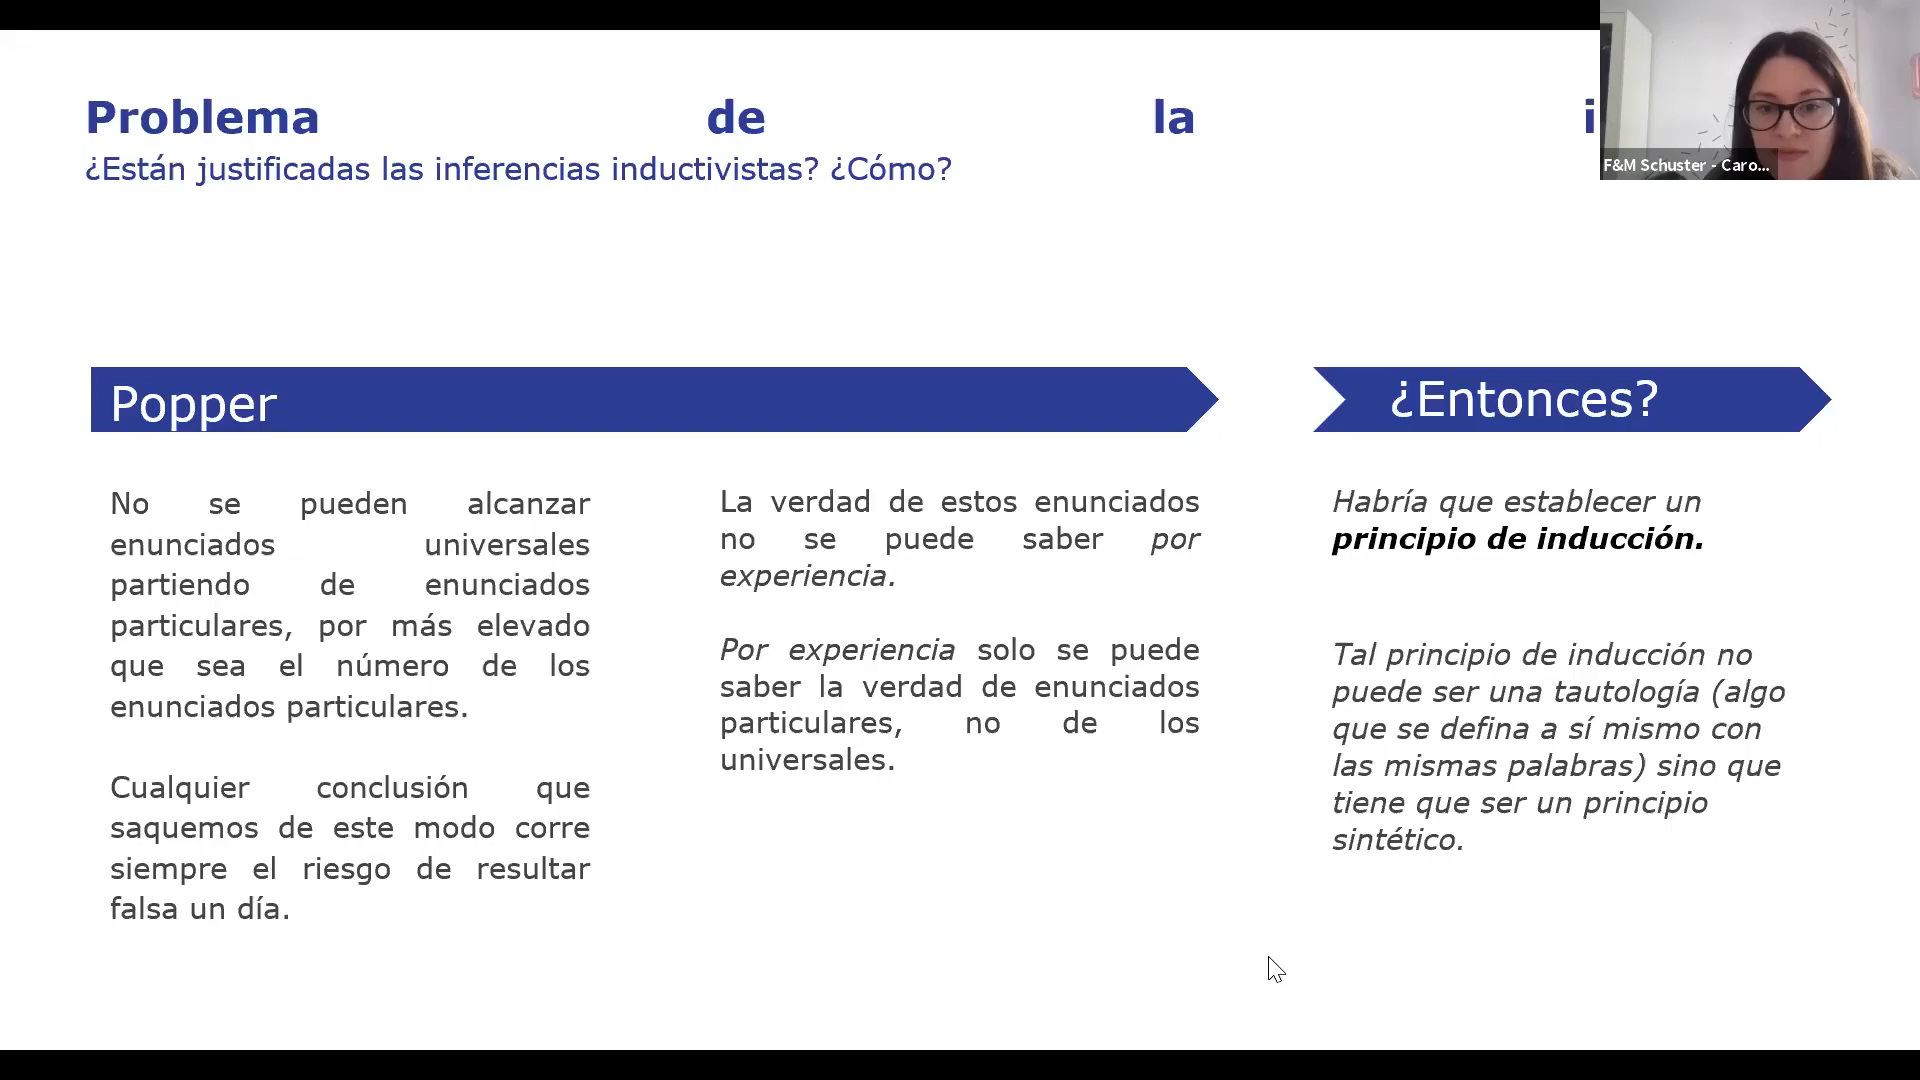 Problema de la i
¿Están justificadas las inferencias inductivistas? ¿Cómo?
F&M Schuster - Caro...
Popper
No se pueden alcanzar
enunciados universales
partiendo de enunciados
particulares, por más elevado
que sea el número de los
enunciados particulares.
Cualquier conclusión que
saquemos de este modo corre
siempre el riesgo de resultar
falsa un día.
La verdad de estos enunciados
no se puede saber por
experiencia.
Por experiencia solo se puede
saber la verdad de enunciados
particulares, no de los
universales.
¿Entonces?
Habría que establecer un
principio de inducción.
Tal principio de inducción no
puede ser una tautología (algo
que se defina a sí mismo con
las mismas palabras) sino que
tiene que ser un principio
sintético.